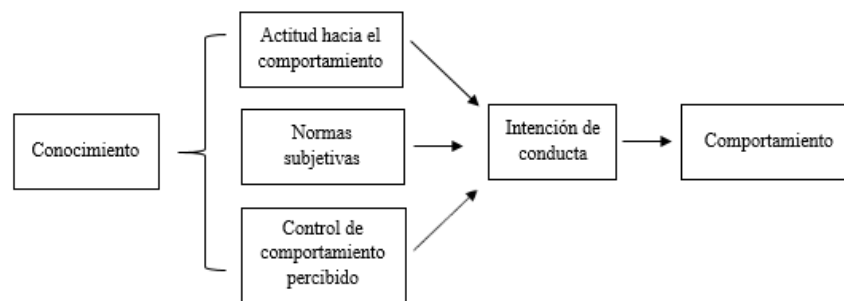 Conocimiento
Actitud hacia el
comportamiento
Normas
subjetivas
Control de
comportamiento
percibido
Intención de
conducta
Comportamiento